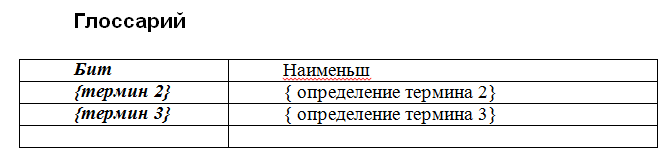 Глоссарий
Бит Наименьш
{термин 2} { определение термина 2}
{термин 3} { определение термина 3}